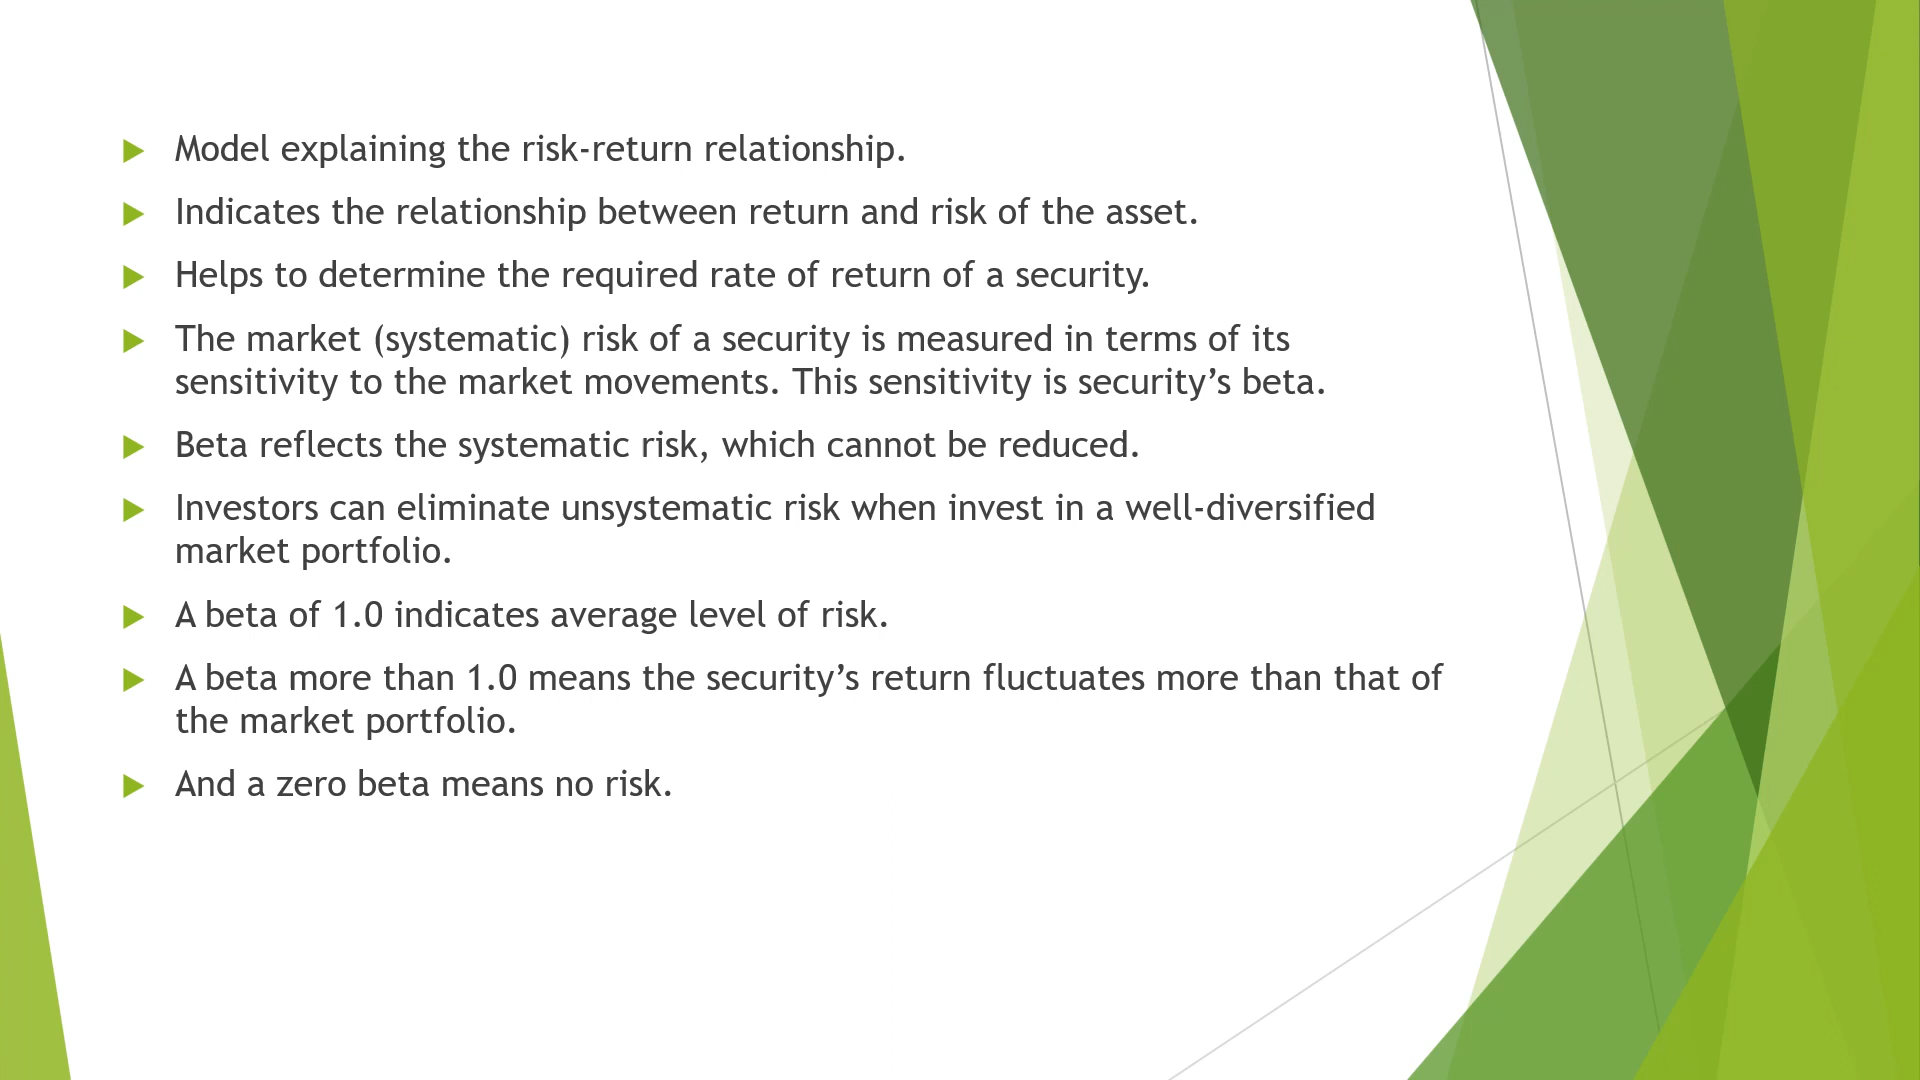 Model explaining the risk-return relationship.
Indicates the relationship between return and risk of the asset.
Helps to determine the required rate of return of a security.
The market (systematic) risk of a security is measured in terms of its
sensitivity to the market movements. This sensitivity is security’s beta.
Beta reflects the systematic risk, which cannot be reduced.
Investors can eliminate unsystematic risk when invest in a well-diversified
market portfolio.
A beta of 1.0 indicates average level of risk.
A beta more than 1.0 means the security’s return fluctuates more than that of
the market portfolio.
And a zero beta means no risk.